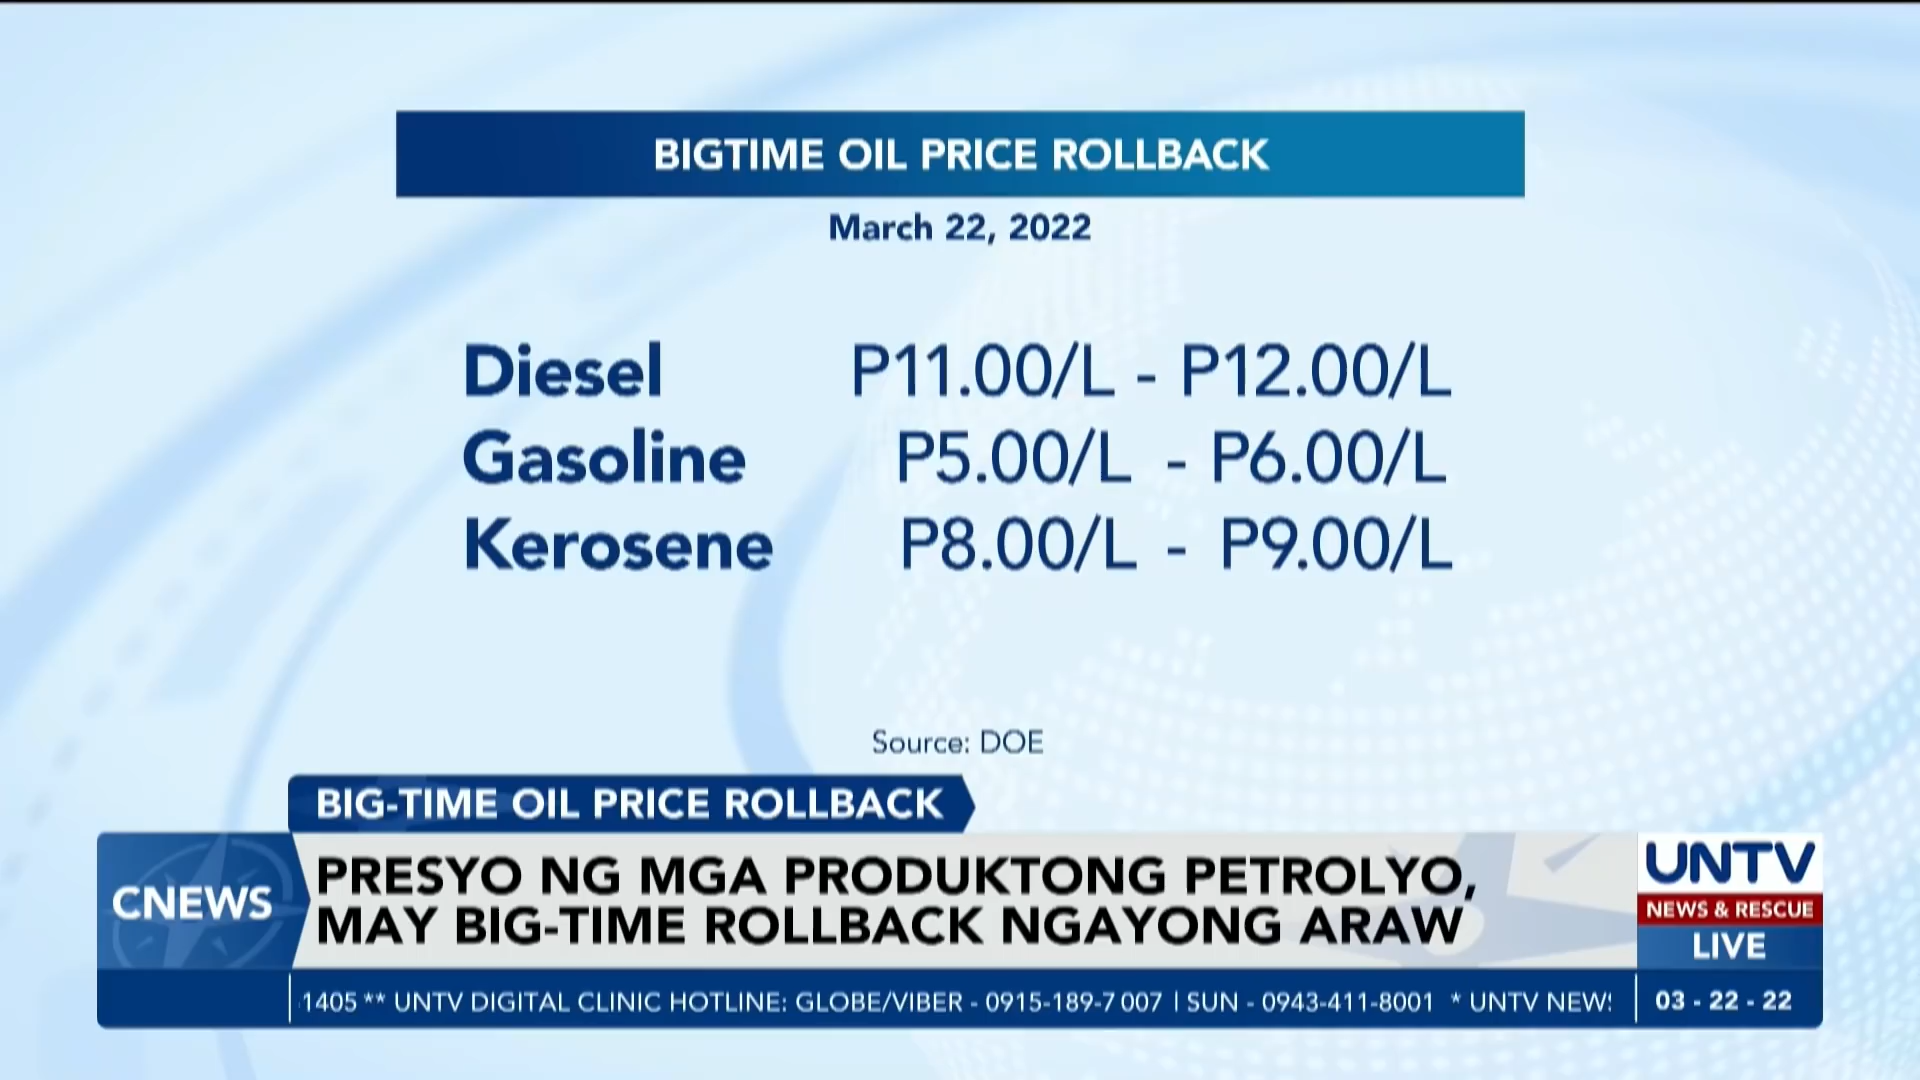 BIGTIME OIL PRICE ROLLBACK
March 22, 2022
Diesel P11.00/L - P12.00/L
Gasoline P5.00/L - P6.00/L
Kerosene P8.00/L - P9.00/L
Source: DOE
BIG-TIME OIL PRICE ROLLBACK
CNEWS
PRESYO NG MGA PRODUKTONG PETROLYO,
MAY BIG-TIME ROLLBACK NGAYONG ARAW
UNTV
NEWS & RESCUE
LIVE
1405 ** UNTV DIGITAL CLINIC HOTLINE: GLOBE/VIBER - 0915-189-7007 | SUN - 0943-411-8001 * UNTV NEWS
03 - 22 - 22